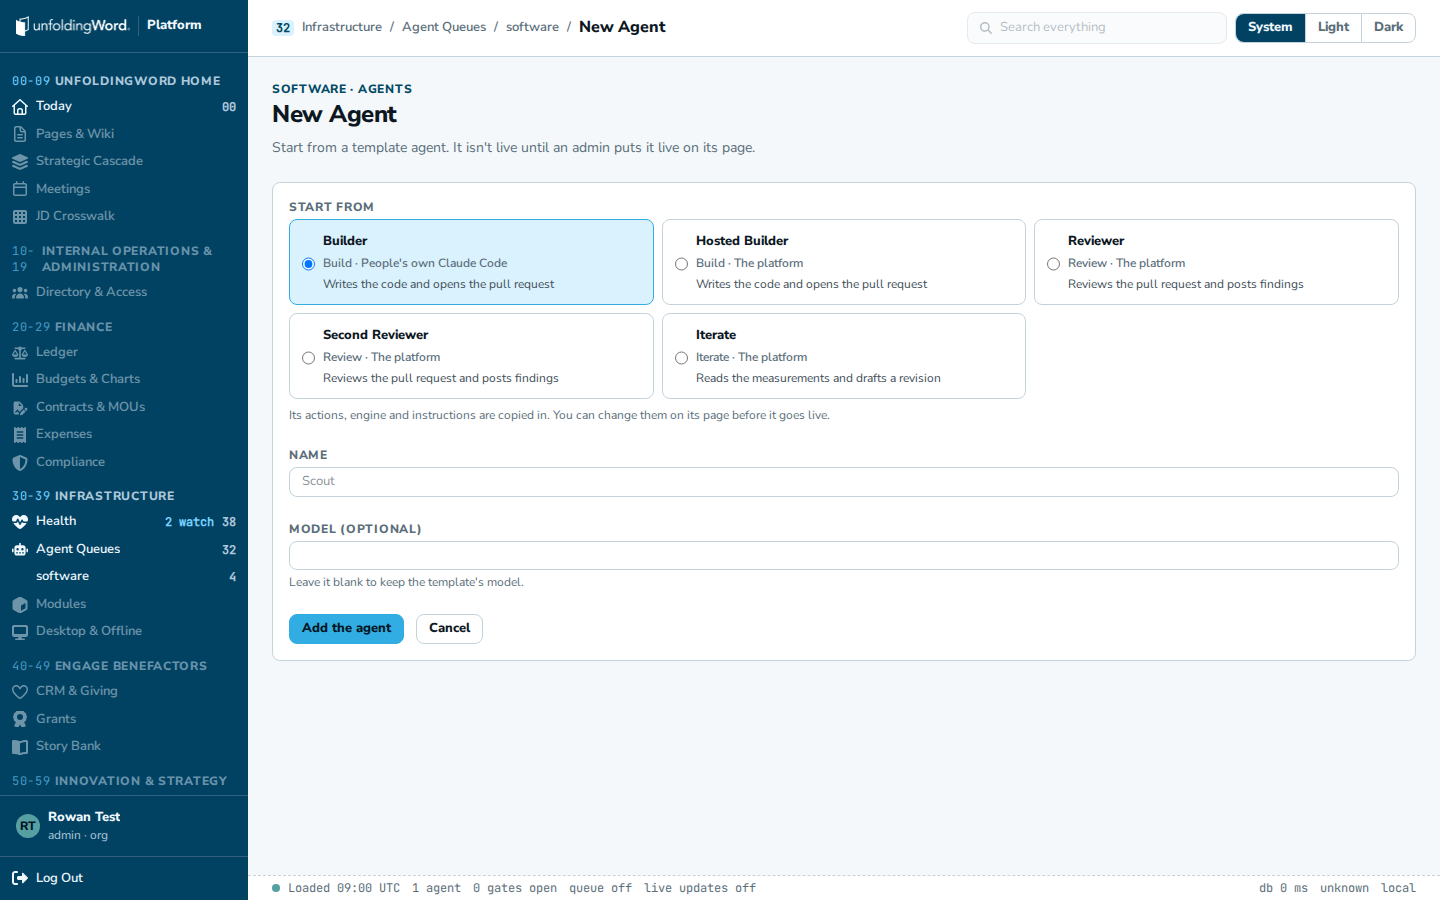 unfoldingWord Platform
00-09 UNFOLDINGWORD HOME
Today 00
Pages & Wiki
Strategic Cascade
Meetings
JD Crosswalk
10-19 INTERNAL OPERATIONS & ADMINISTRATION
Directory & Access
20-29 FINANCE
Ledger
Budgets & Charts
Contracts & MOUs
Expenses
Compliance
30-39 INFRASTRUCTURE
Health 2 watch 38
Agent Queues 32
software 4
Modules
Desktop & Offline
40-49 ENGAGE BENEFACTORS
CRM & Giving
Grants
Story Bank
50-59 INNOVATION & STRATEGY
RT Rowan Test
admin · org
Log Out
32 Infrastructure / Agent Queues / software / New Agent
Search everything
System Light Dark
SOFTWARE · AGENTS
New Agent
Start from a template agent. It isn't live until an admin puts it live on its page.
START FROM
Builder
Build · People's own Claude Code
Writes the code and opens the pull request
Hosted Builder
Build · The platform
Writes the code and opens the pull request
Reviewer
Review · The platform
Reviews the pull request and posts findings
Second Reviewer
Review · The platform
Reviews the pull request and posts findings
Iterate
Iterate · The platform
Reads the measurements and drafts a revision
Its actions, engine and instructions are copied in. You can change them on its page before it goes live.
NAME
Scout
MODEL (OPTIONAL)
Leave it blank to keep the template's model.
Add the agent Cancel
Loaded 09:00 UTC 1 agent 0 gates open queue off live updates off
db 0 ms unknown local